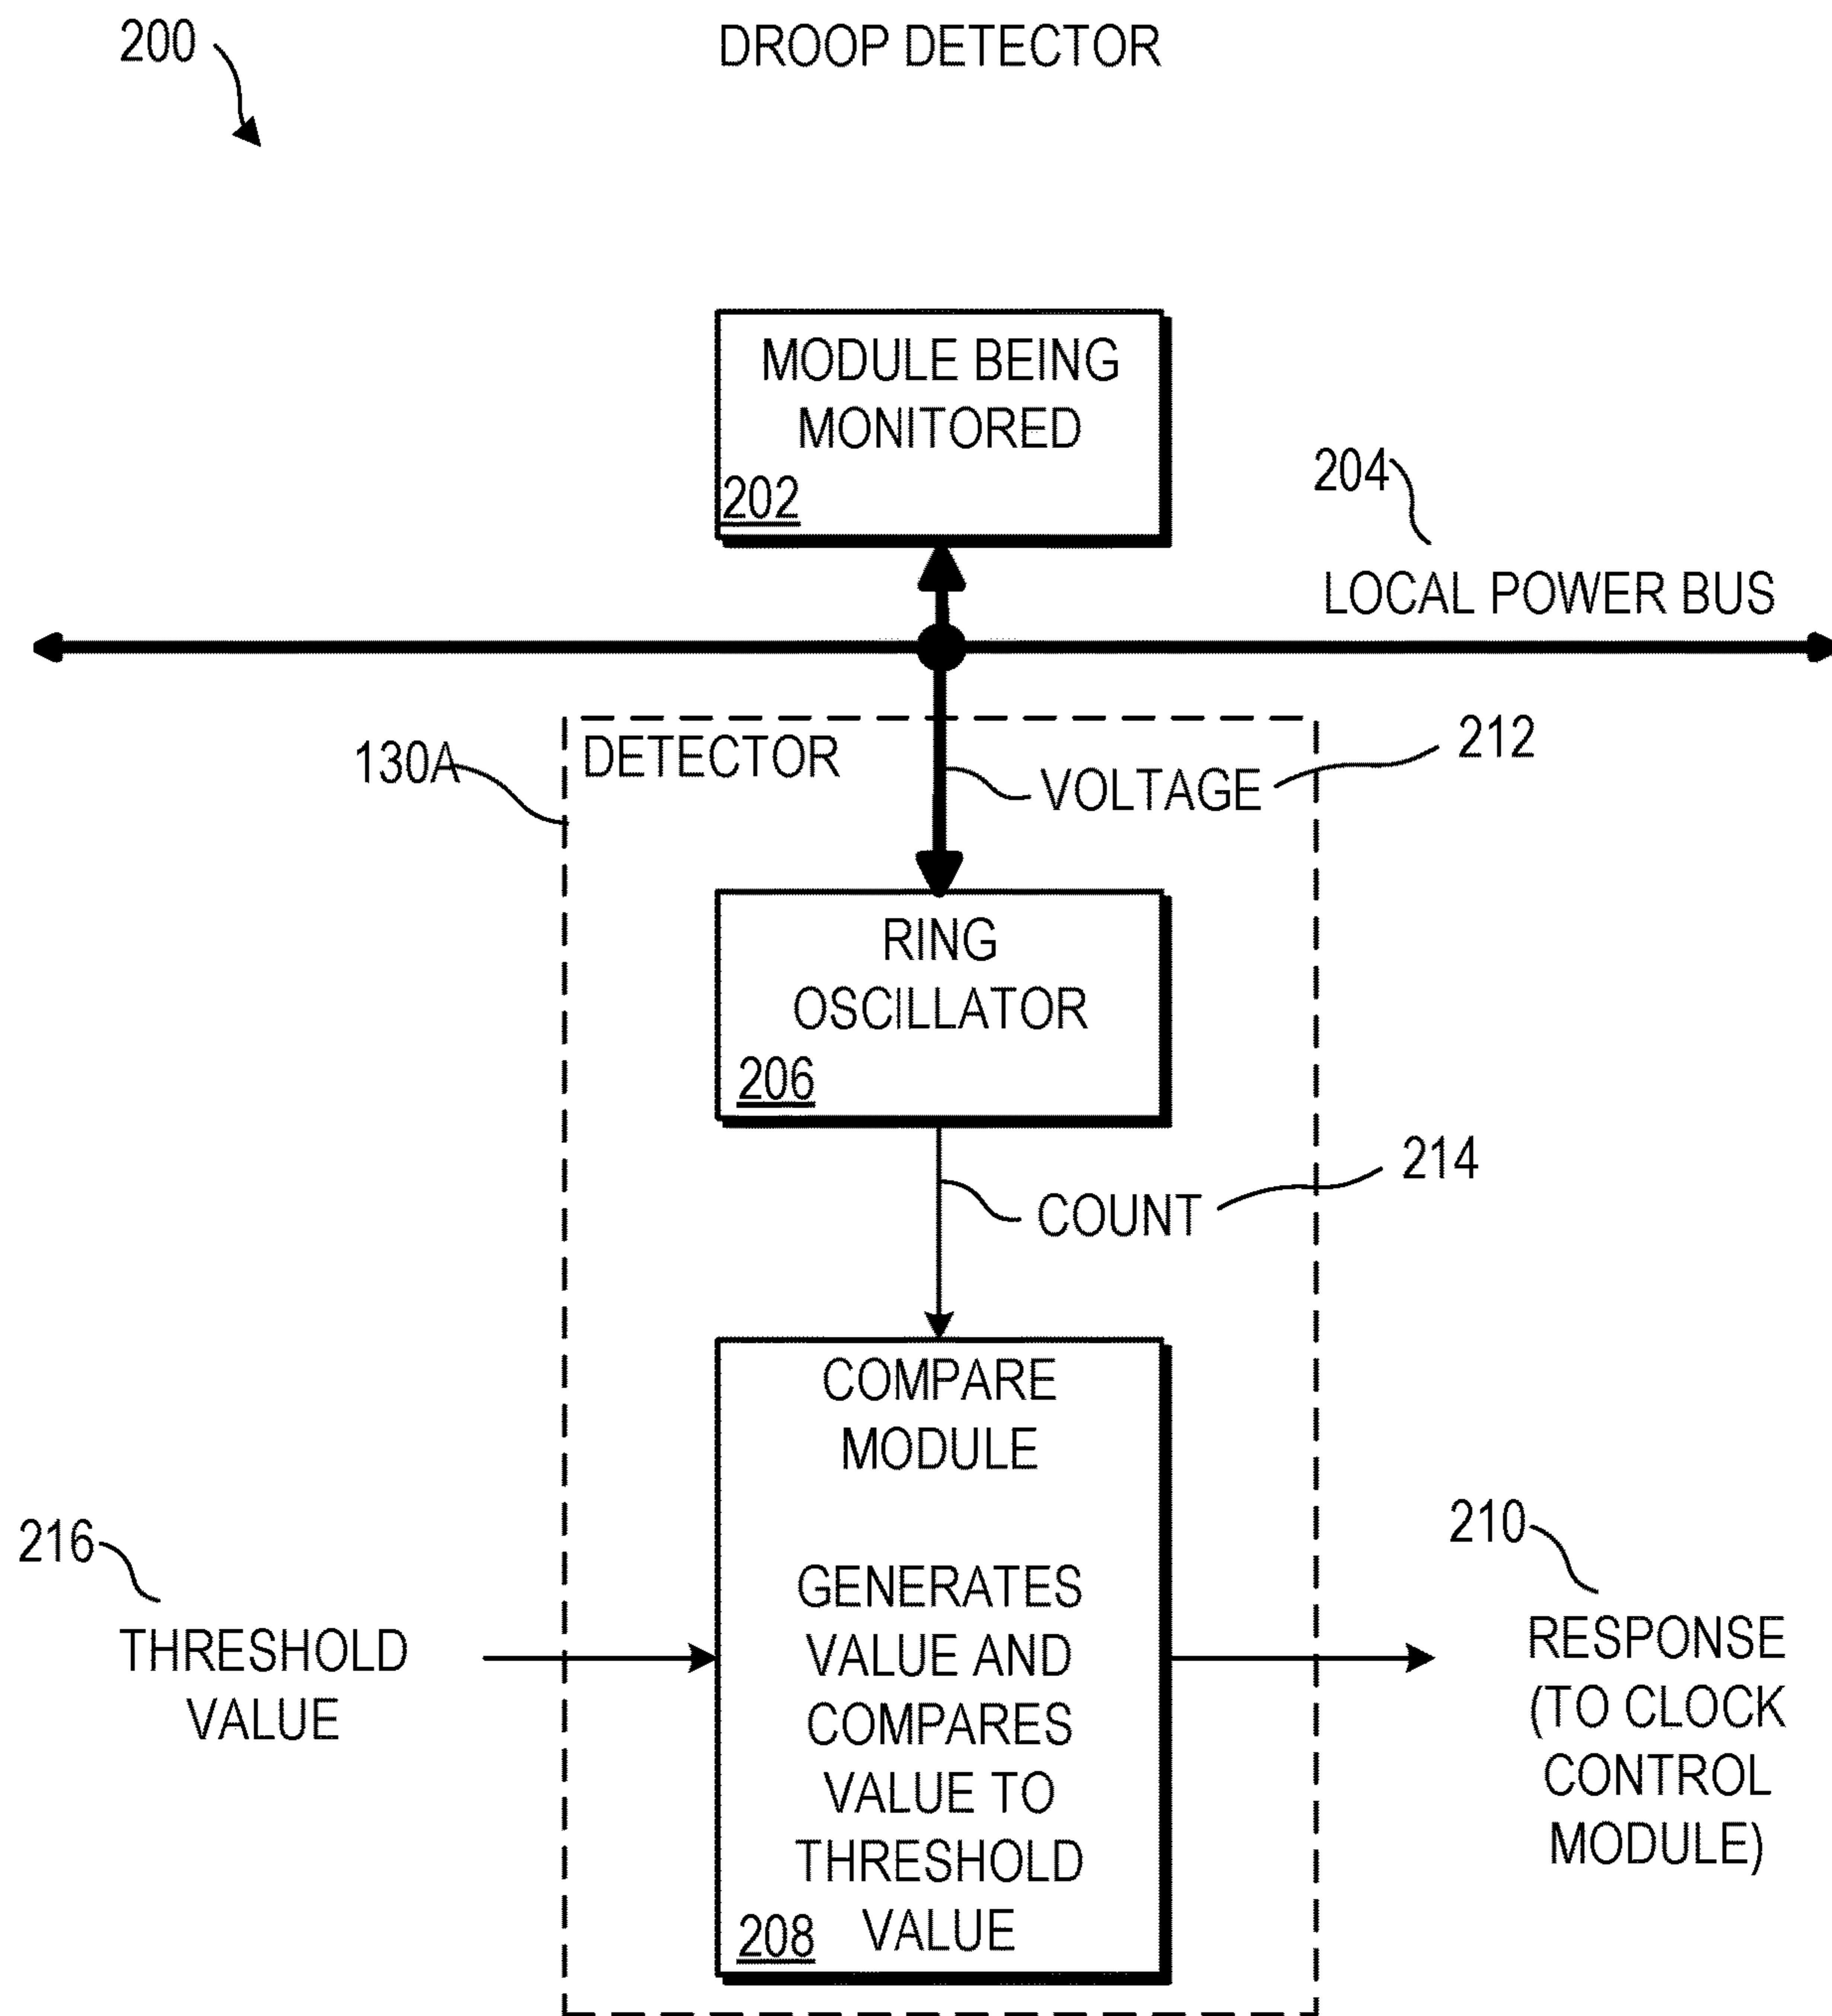 200
DROOP DETECTOR
MODULE BEING
MONITORED
202
204
LOCAL POWER BUS
130A
DETECTOR
VOLTAGE
212
RING
OSCILLATOR
206
COUNT
214
COMPARE
MODULE
GENERATES
VALUE AND
COMPARES
VALUE TO
THRESHOLD
VALUE
208
216
THRESHOLD
VALUE
210
RESPONSE
(TO CLOCK
CONTROL
MODULE)